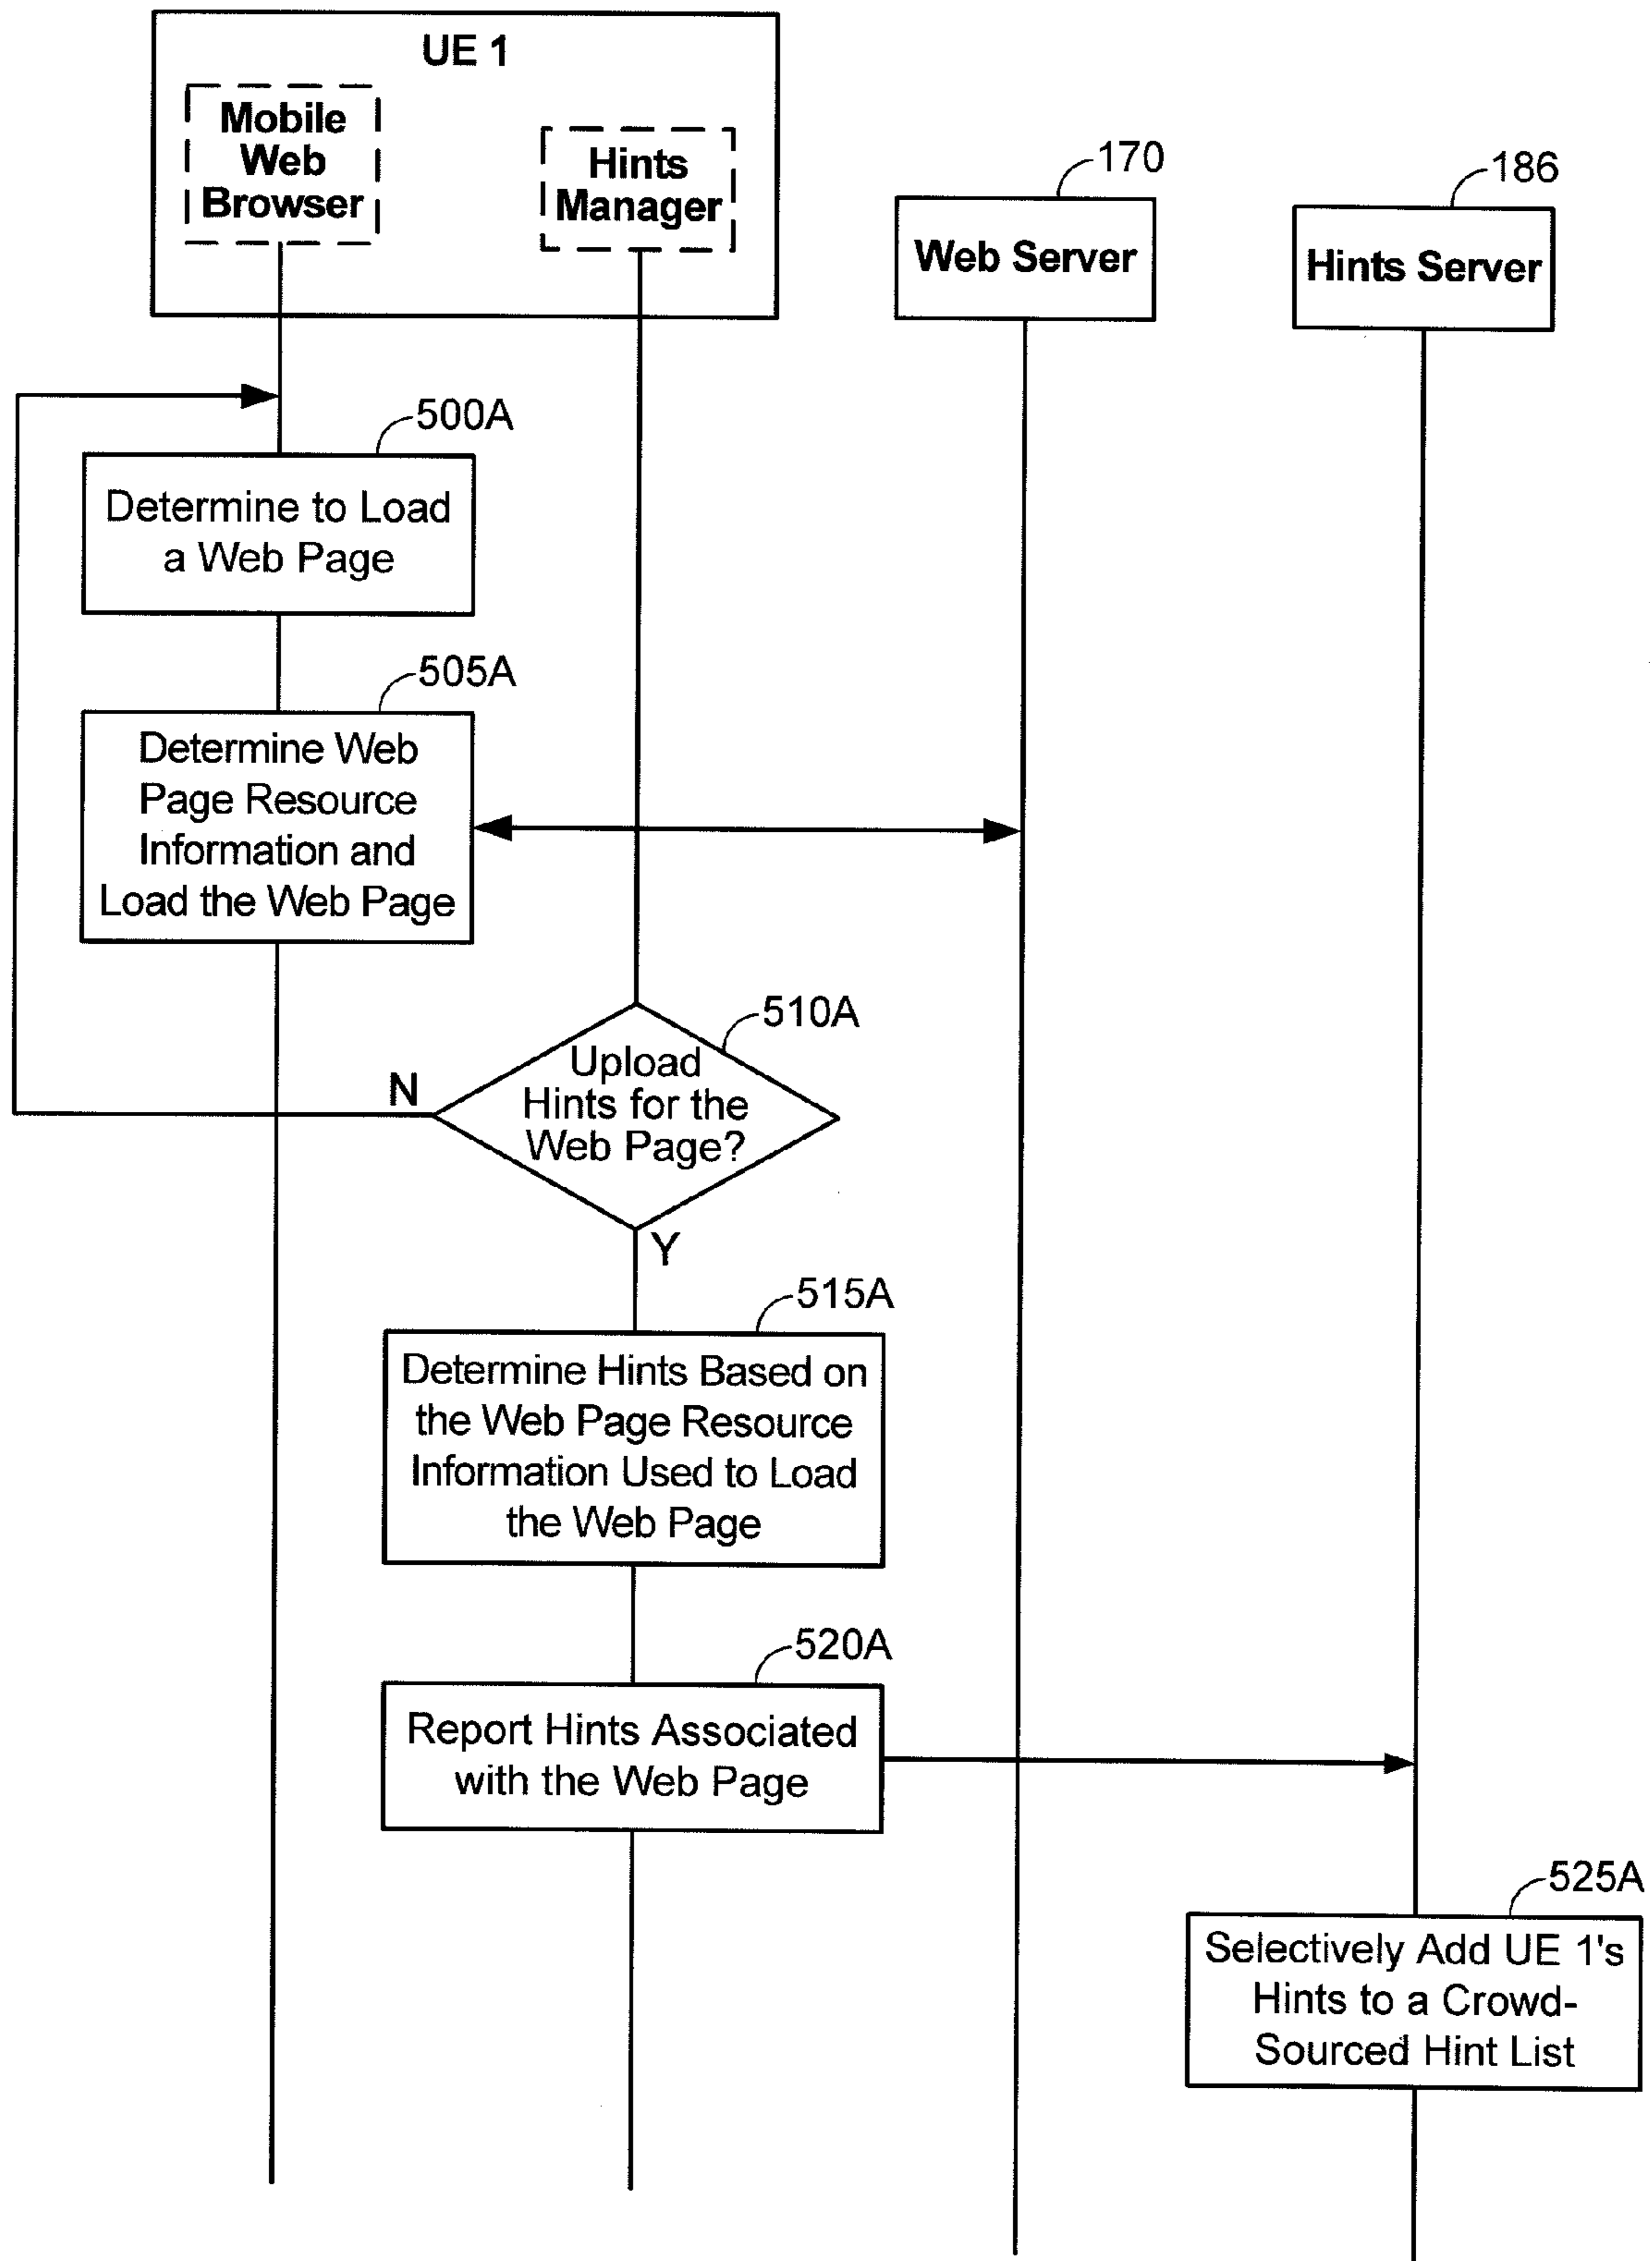 UE 1
Mobile
Web
Browser
Hints
Manager
170
Web Server
186
Hints Server
500A
Determine to Load
a Web Page
505A
Determine Web
Page Resource
Information and
Load the Web Page
510A
Upload
Hints for the
Web Page?
N
Y
515A
Determine Hints Based on
the Web Page Resource
Information Used to Load
the Web Page
520A
Report Hints Associated
with the Web Page
525A
Selectively Add UE 1's
Hints to a Crowd-
Sourced Hint List